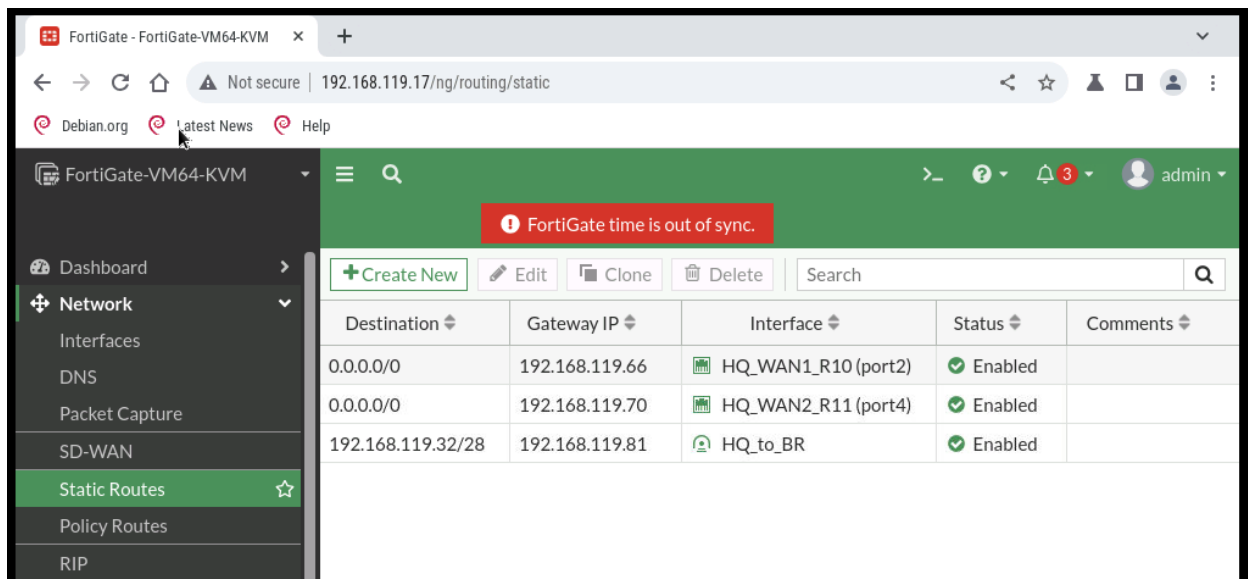 FortiGate - FortiGate-VM64-KVM
Not secure | 192.168.119.17/ng/routing/static
Debian.org Latest News Help
FortiGate-VM64-KVM >_ ? 3 admin
! FortiGate time is out of sync.
Dashboard
Network
Interfaces
DNS
Packet Capture
SD-WAN
Static Routes
Policy Routes
RIP
+Create New Edit Clone Delete Search
Destination Gateway IP Interface Status Comments
0.0.0.0/0 192.168.119.66 HQ_WAN1_R10 (port2) Enabled
0.0.0.0/0 192.168.119.70 HQ_WAN2_R11 (port4) Enabled
192.168.119.32/28 192.168.119.81 HQ_to_BR Enabled